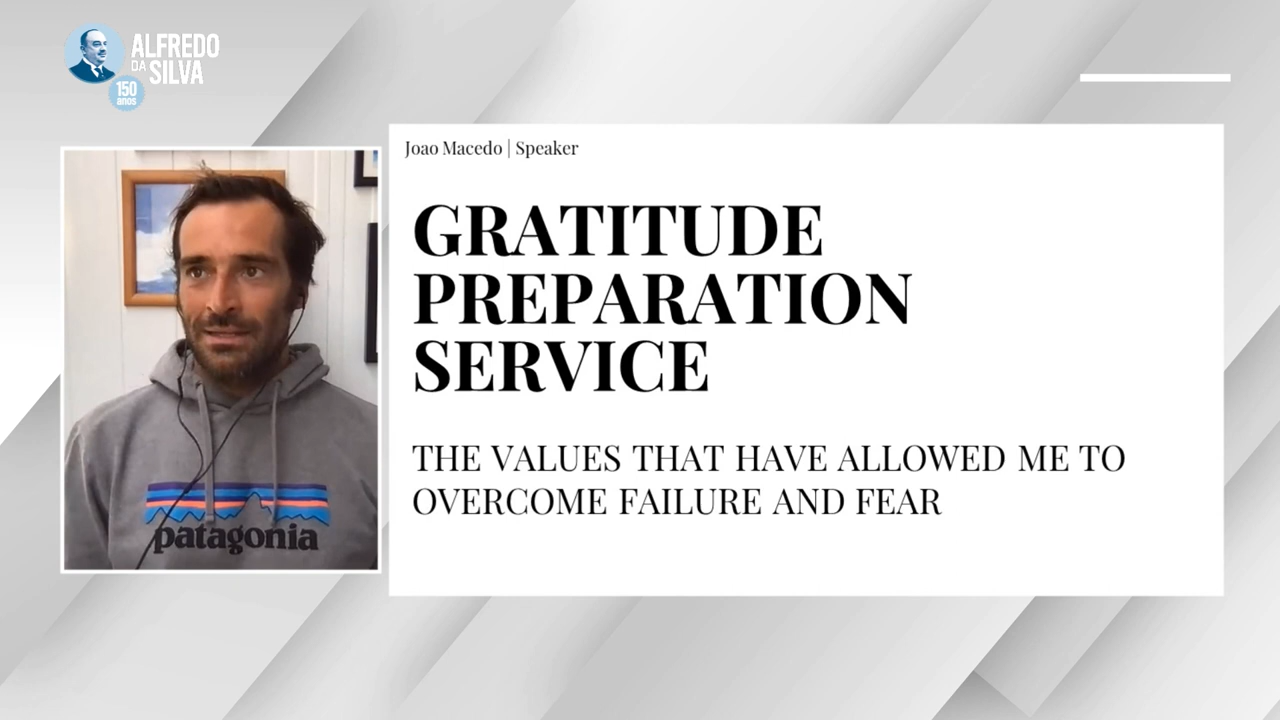 ALFREDO
DA SILVA
150
anos
Joao Macedo | Speaker
GRATITUDE
PREPARATION
SERVICE
THE VALUES THAT HAVE ALLOWED ME TO
OVERCOME FAILURE AND FEAR
patagonia